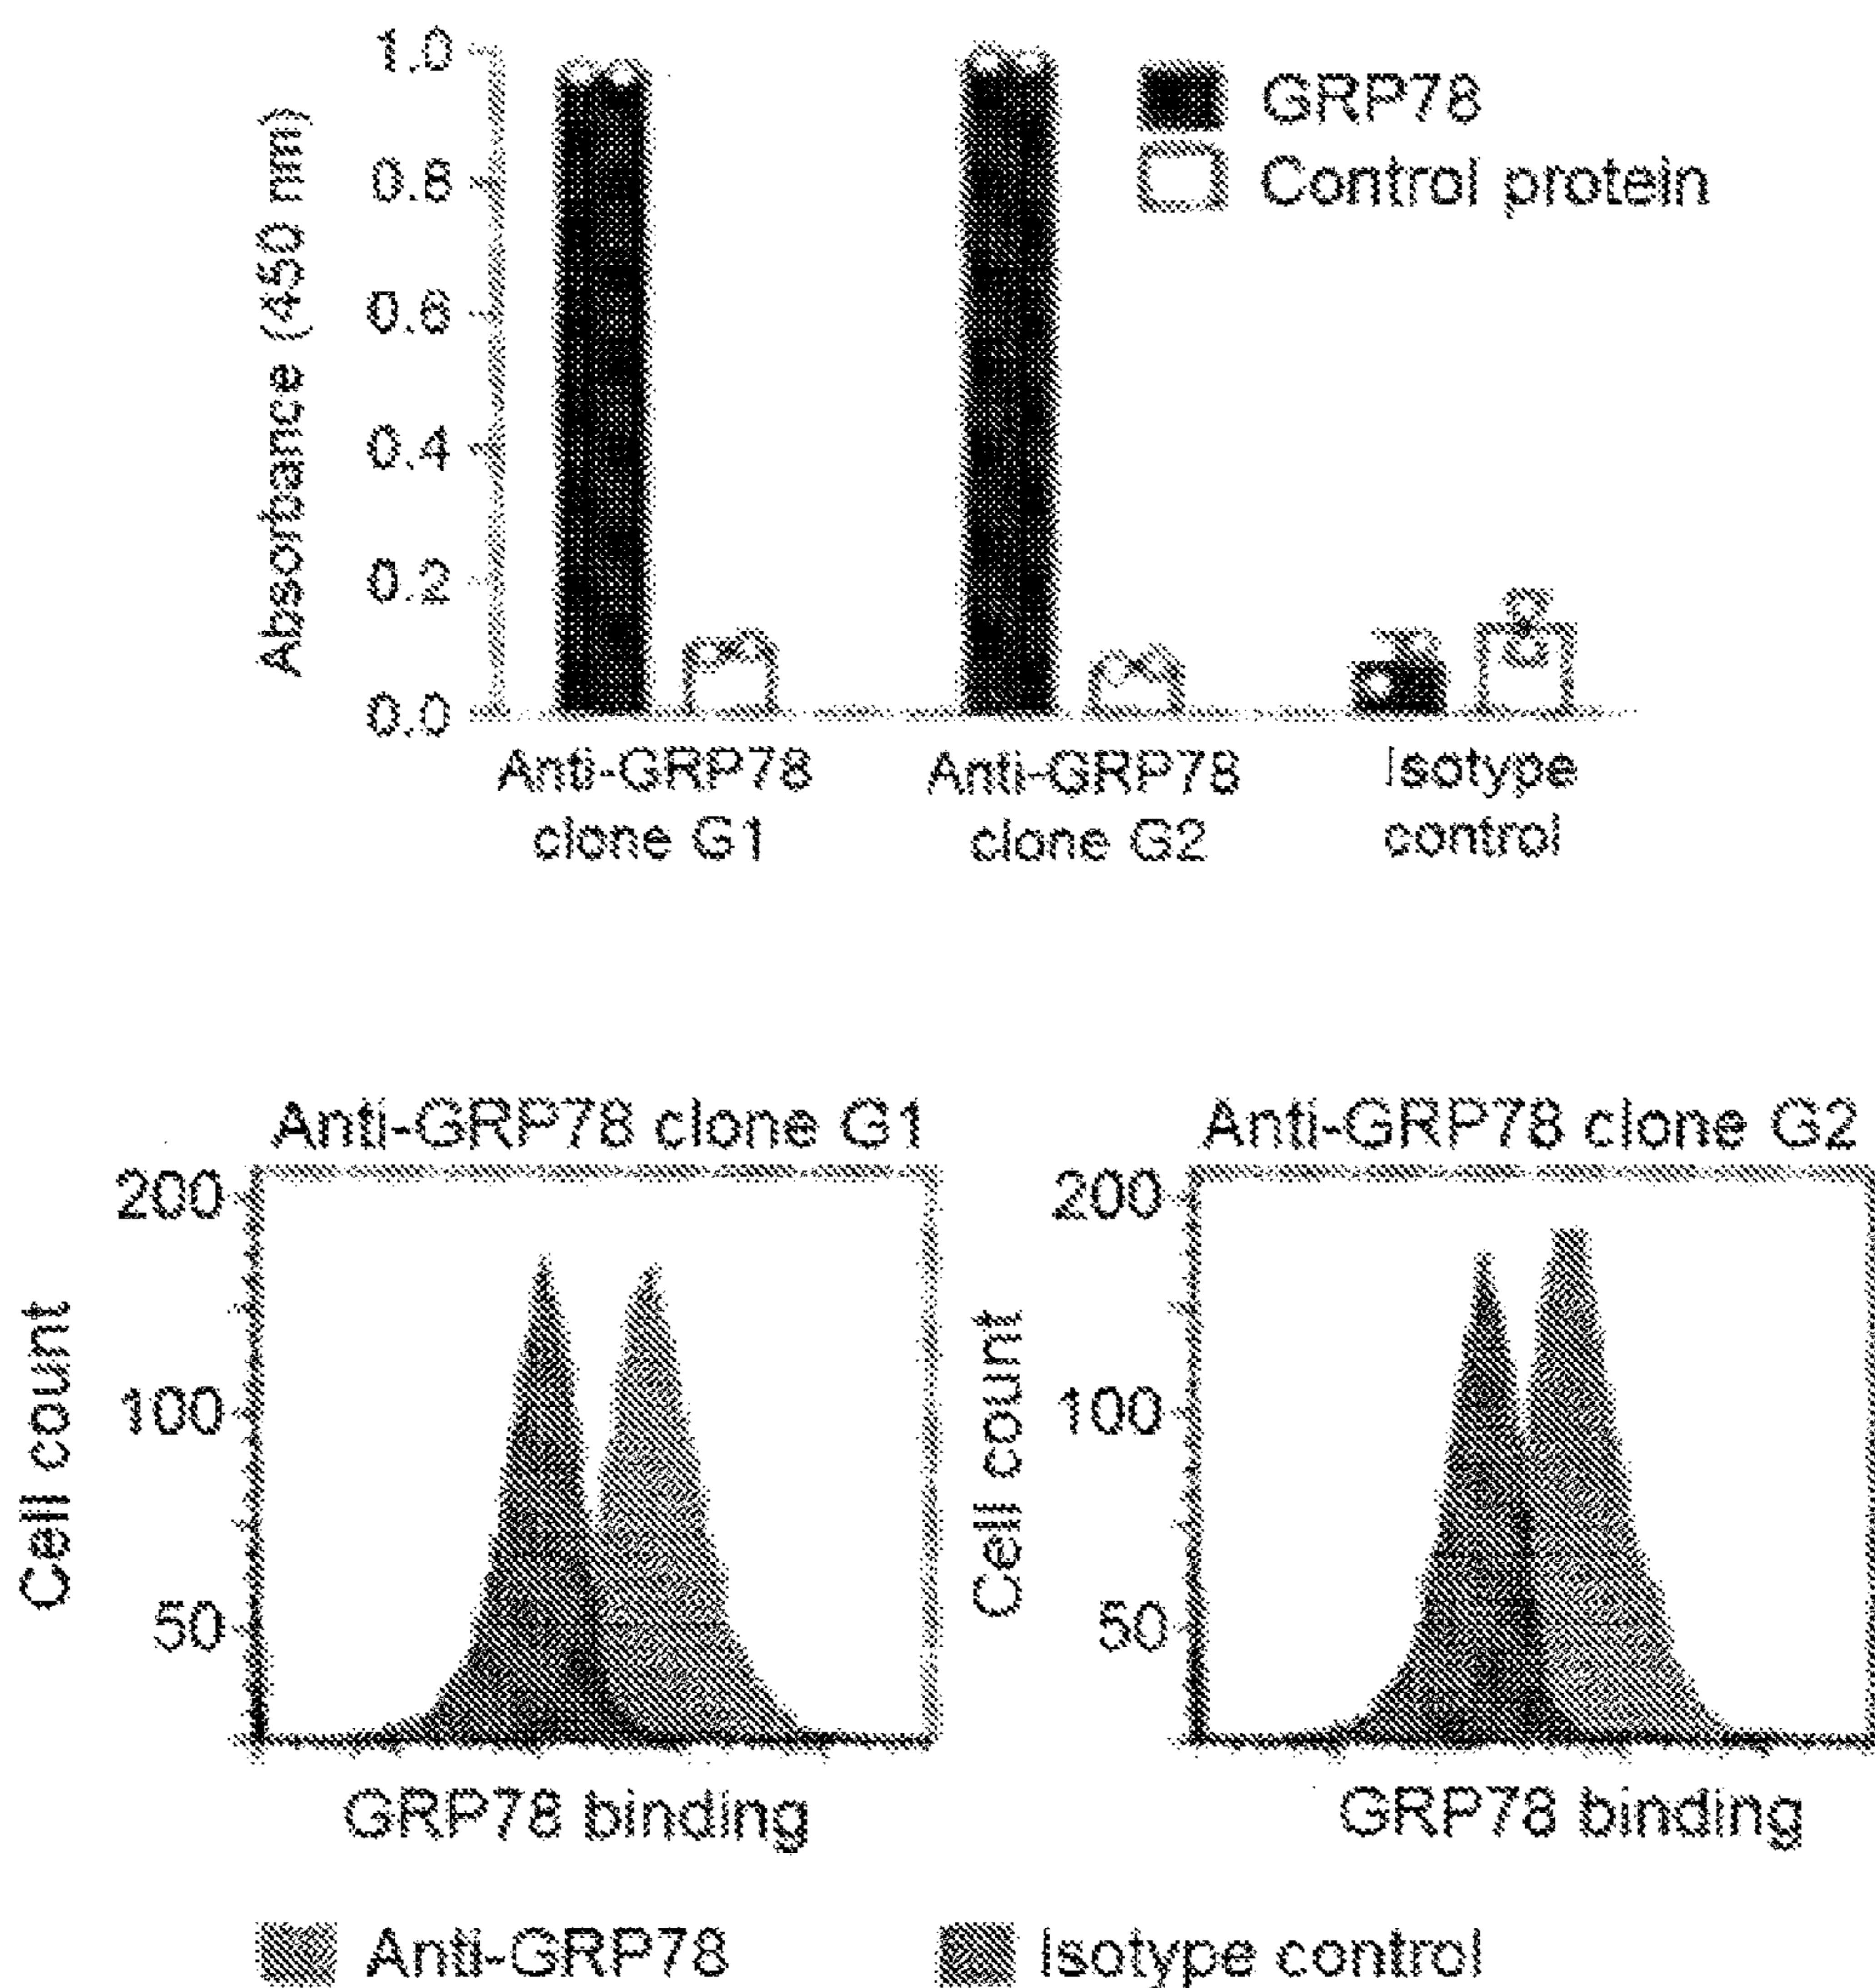 Absorbance (450 nm)
1.0
0.8
0.6
0.4
0.2
0.0
GRP78
Control protein
Anti-GRP78
clone G1
Anti-GRP78
clone G2
Isotype
control
Anti-GRP78 clone G1
Cell count
200
100
50
GRP78 binding
Anti-GRP78 clone G2
Cell count
200
100
50
GRP78 binding
Anti-GRP78
Isotype control